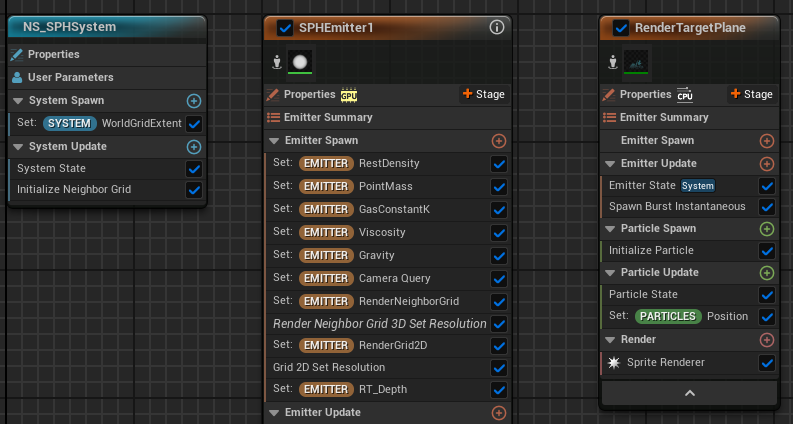 NS_SPHSystem
Properties
User Parameters
System Spawn
Set: SYSTEM WorldGridExtent
System Update
System State
Initialize Neighbor Grid
SPHEmitter1
Properties GPU Stage
Emitter Summary
Emitter Spawn
Set: EMITTER RestDensity
Set: EMITTER PointMass
Set: EMITTER GasConstantK
Set: EMITTER Viscosity
Set: EMITTER Gravity
Set: EMITTER Camera Query
Set: EMITTER RenderNeighborGrid
Render Neighbor Grid 3D Set Resolution
Set: EMITTER RenderGrid2D
Grid 2D Set Resolution
Set: EMITTER RT_Depth
Emitter Update
RenderTargetPlane
Properties CPU Stage
Emitter Summary
Emitter Spawn
Emitter Update
Emitter State System
Spawn Burst Instantaneous
Particle Spawn
Initialize Particle
Particle Update
Particle State
Set: PARTICLES Position
Render
Sprite Renderer